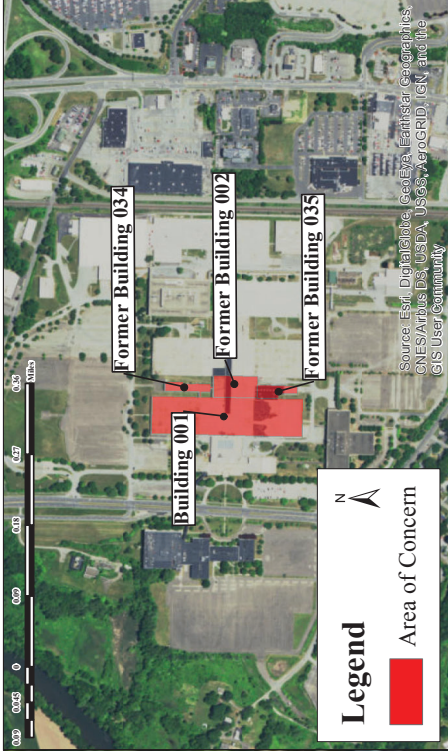 0.09 0.045 0 0.09 0.18 0.27 0.36
Miles
Former Building 034
Former Building 002
Former Building 035
Building 001
Legend
N
Area of Concern
Source: Esri, DigitalGlobe, GeoEye, Earthstar Geographics,
CNES/Airbus DS, USDA, USGS, AeroGRID, IGN, and the
GIS User Community